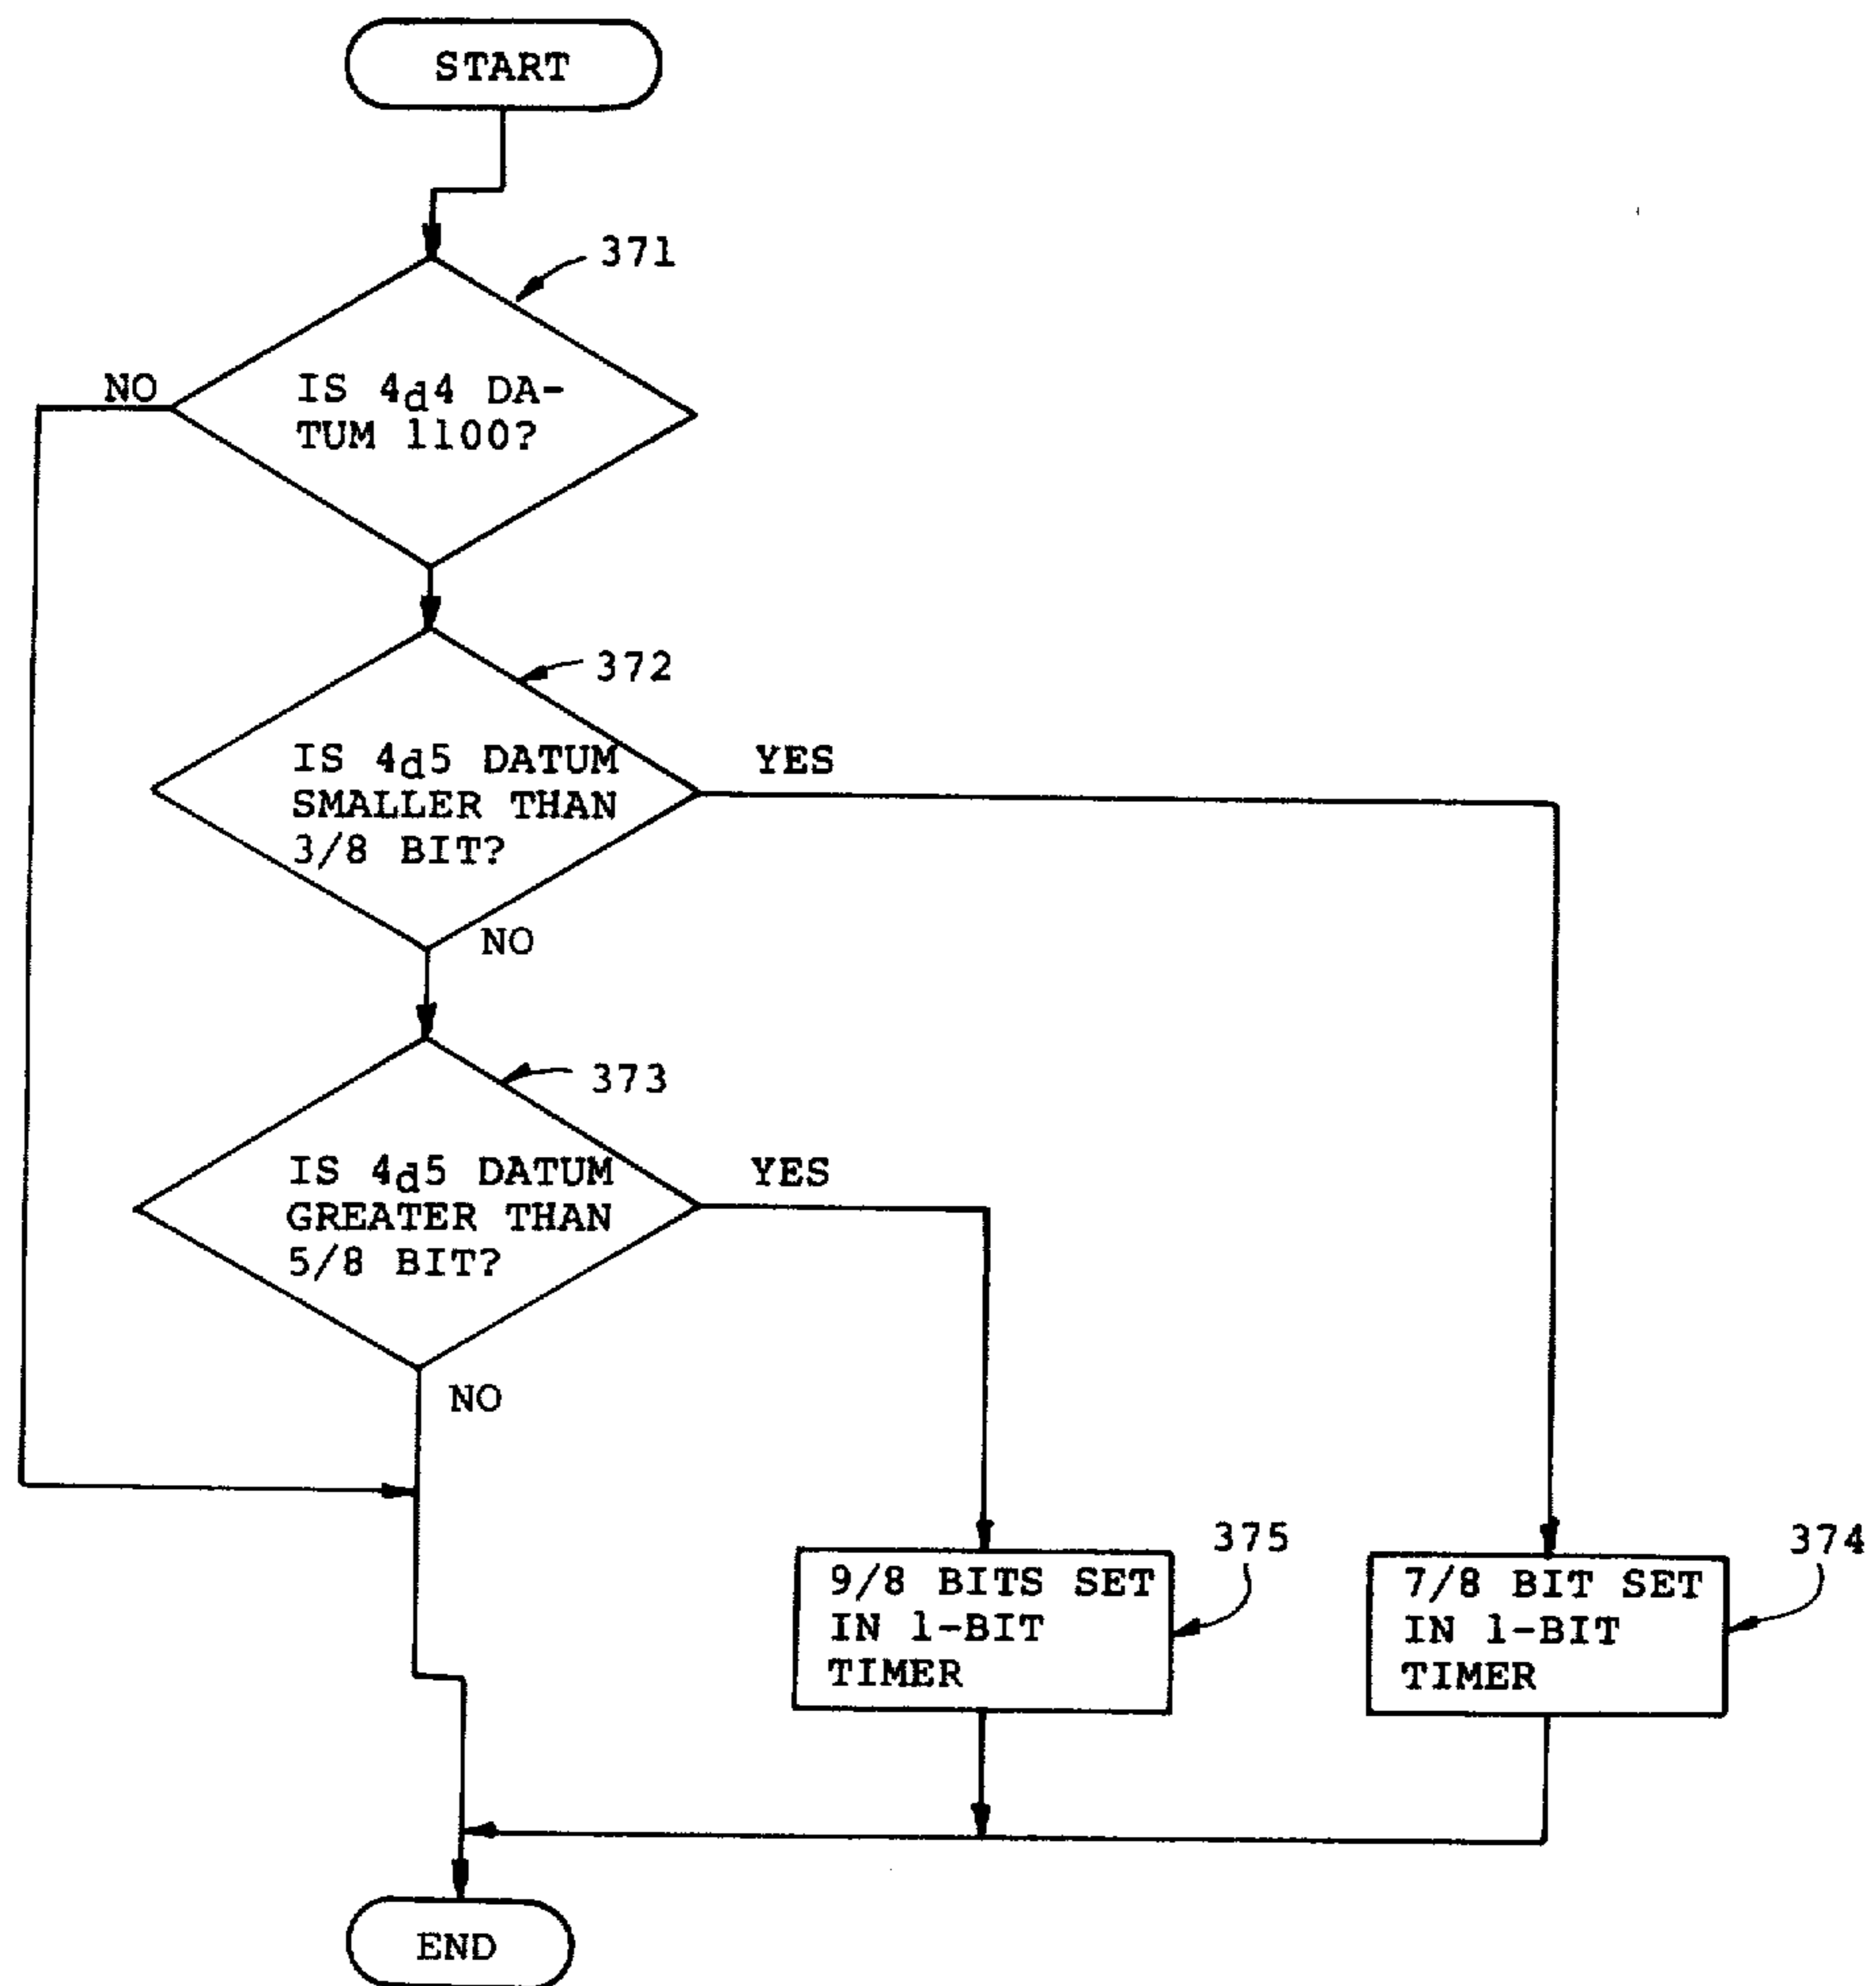 START
371
NO
IS 4d4 DA-
TUM 1100?
372
IS 4d5 DATUM
SMALLER THAN
3/8 BIT?
YES
NO
373
IS 4d5 DATUM
GREATER THAN
5/8 BIT?
YES
NO
375
9/8 BITS SET
IN 1-BIT
TIMER
374
7/8 BIT SET
IN 1-BIT
TIMER
END